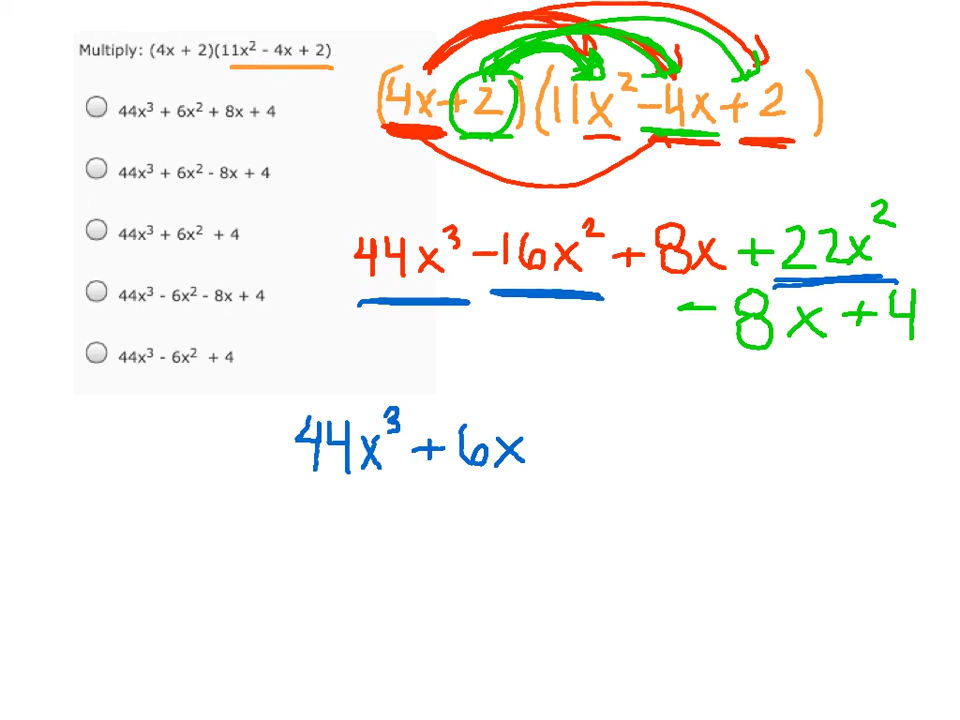 Multiply: (4x + 2)(11x² - 4x + 2)
44x³ + 6x² + 8x + 4
44x³ + 6x² - 8x + 4
44x³ + 6x² + 4
44x³ - 6x² - 8x + 4
44x³ - 6x² + 4
(4x+2)(11x²-4x+2)
44x³ -16x² + 8x + 22x²
- 8x + 4
44x³ + 6x